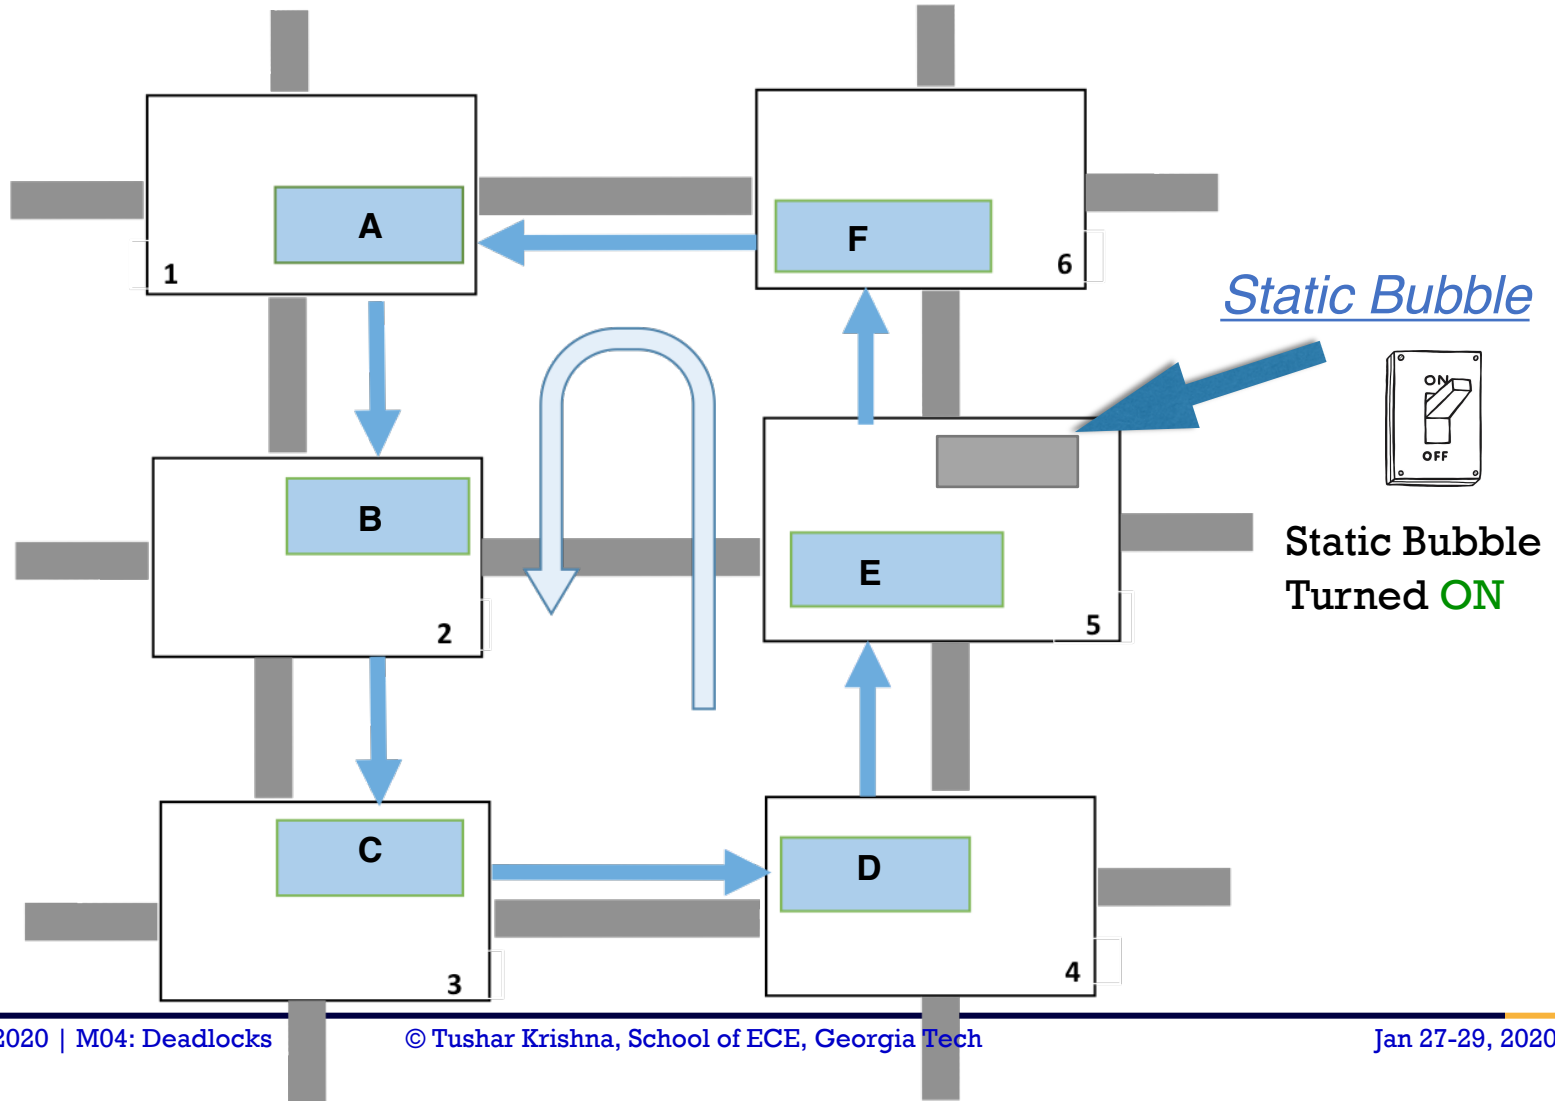 A
1
F
6
Static Bubble
ON
OFF
B
2
E
5
Static Bubble
Turned ON
C
3
D
4
2020 | M04: Deadlocks
© Tushar Krishna, School of ECE, Georgia Tech
Jan 27-29, 2020